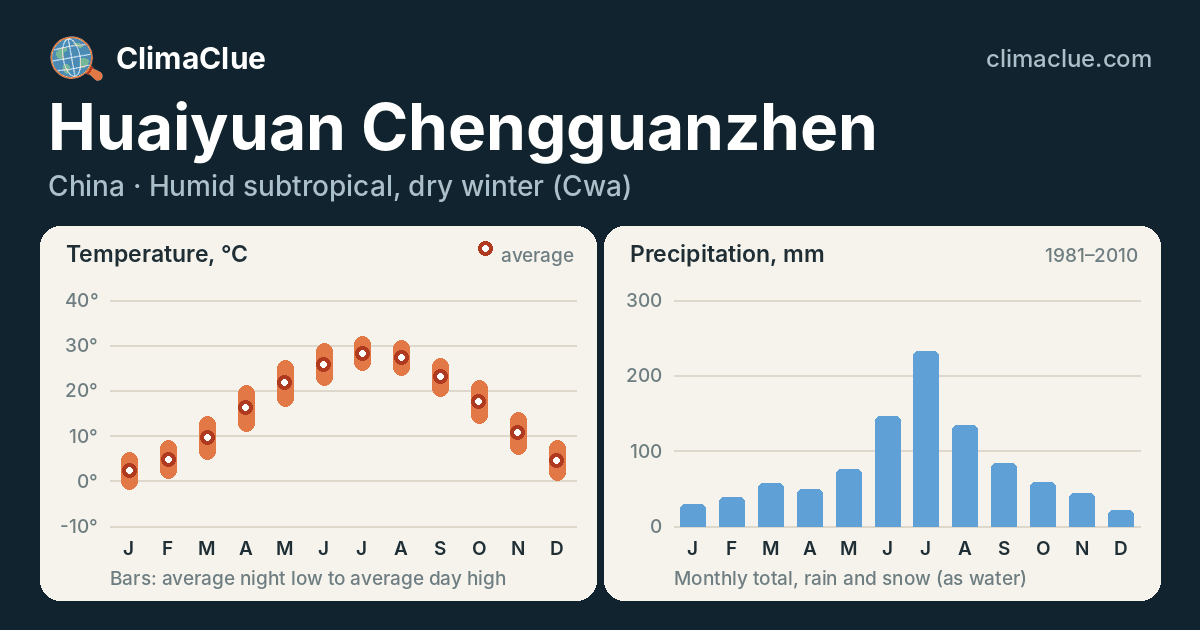 ClimaClue
climaclue.com
Huaiyuan Chengguanzhen
China · Humid subtropical, dry winter (Cwa)
Temperature, °C
average
40°
30°
20°
10°
0°
-10°
J F M A M J J A S O N D
Bars: average night low to average day high
Precipitation, mm
1981–2010
300
200
100
0
J F M A M J J A S O N D
Monthly total, rain and snow (as water)